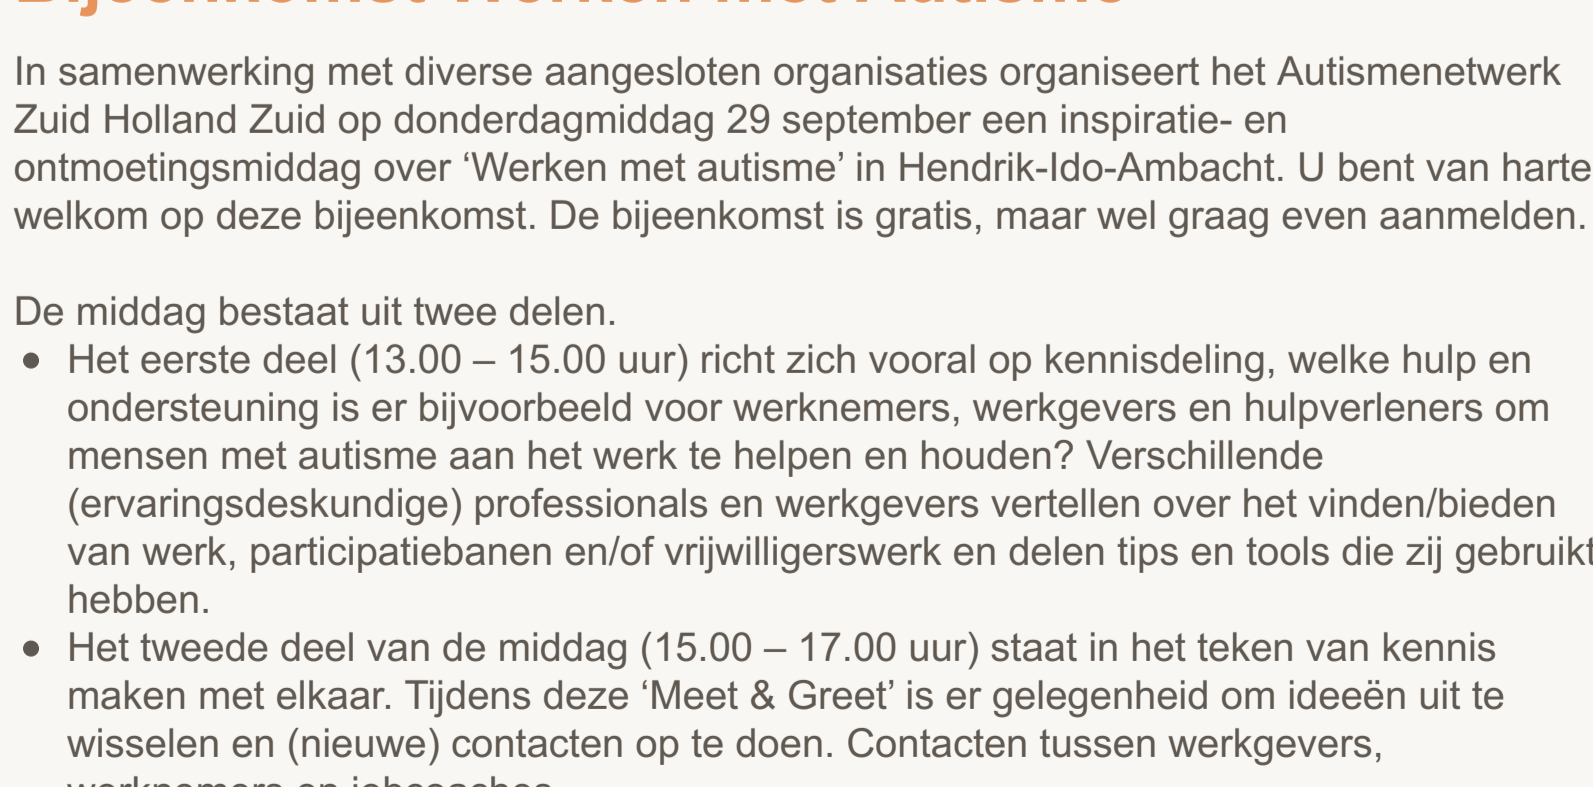 Bijeenkomst Werken met Autisme
In samenwerking met diverse aangesloten organisaties organiseert het Autismenetwerk
Zuid Holland Zuid op donderdagmiddag 29 september een inspiratie- en
ontmoetingsmiddag over ‘Werken met autisme’ in Hendrik-Ido-Ambacht. U bent van harte
welkom op deze bijeenkomst. De bijeenkomst is gratis, maar wel graag even aanmelden.
De middag bestaat uit twee delen.
● Het eerste deel (13.00 – 15.00 uur) richt zich vooral op kennisdeling, welke hulp en
ondersteuning is er bijvoorbeeld voor werknemers, werkgevers en hulpverleners om
mensen met autisme aan het werk te helpen en houden? Verschillende
(ervaringsdeskundige) professionals en werkgevers vertellen over het vinden/bieden
van werk, participatiebanen en/of vrijwilligerswerk en delen tips en tools die zij gebruikt
hebben.
● Het tweede deel van de middag (15.00 – 17.00 uur) staat in het teken van kennis
maken met elkaar. Tijdens deze ‘Meet & Greet’ is er gelegenheid om ideeën uit te
wisselen en (nieuwe) contacten op te doen. Contacten tussen werkgevers,
werknemers en jobcoaches